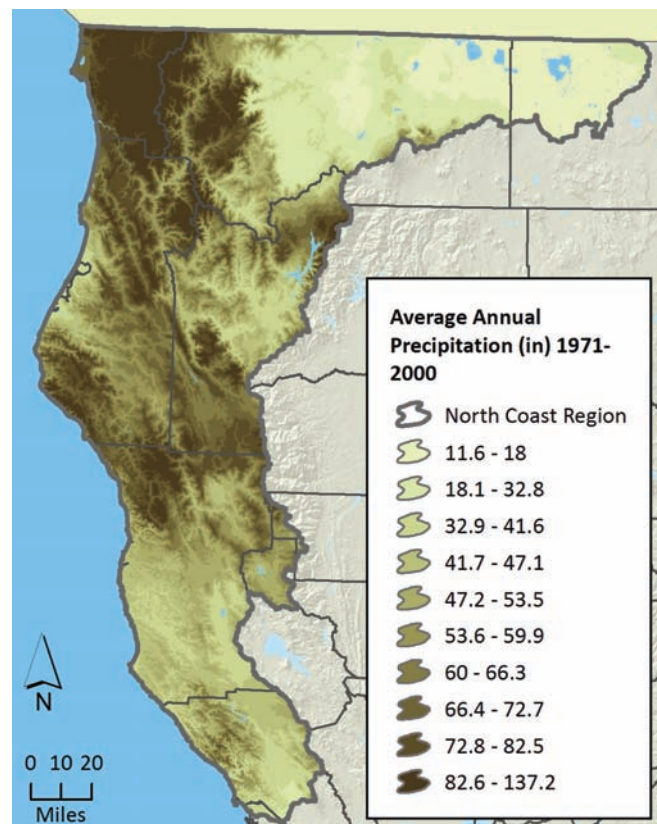 Average Annual
Precipitation (in) 1971-
2000
North Coast Region
11.6 - 18
18.1 - 32.8
32.9 - 41.6
41.7 - 47.1
47.2 - 53.5
53.6 - 59.9
60 - 66.3
66.4 - 72.7
72.8 - 82.5
82.6 - 137.2
N
0 10 20
Miles